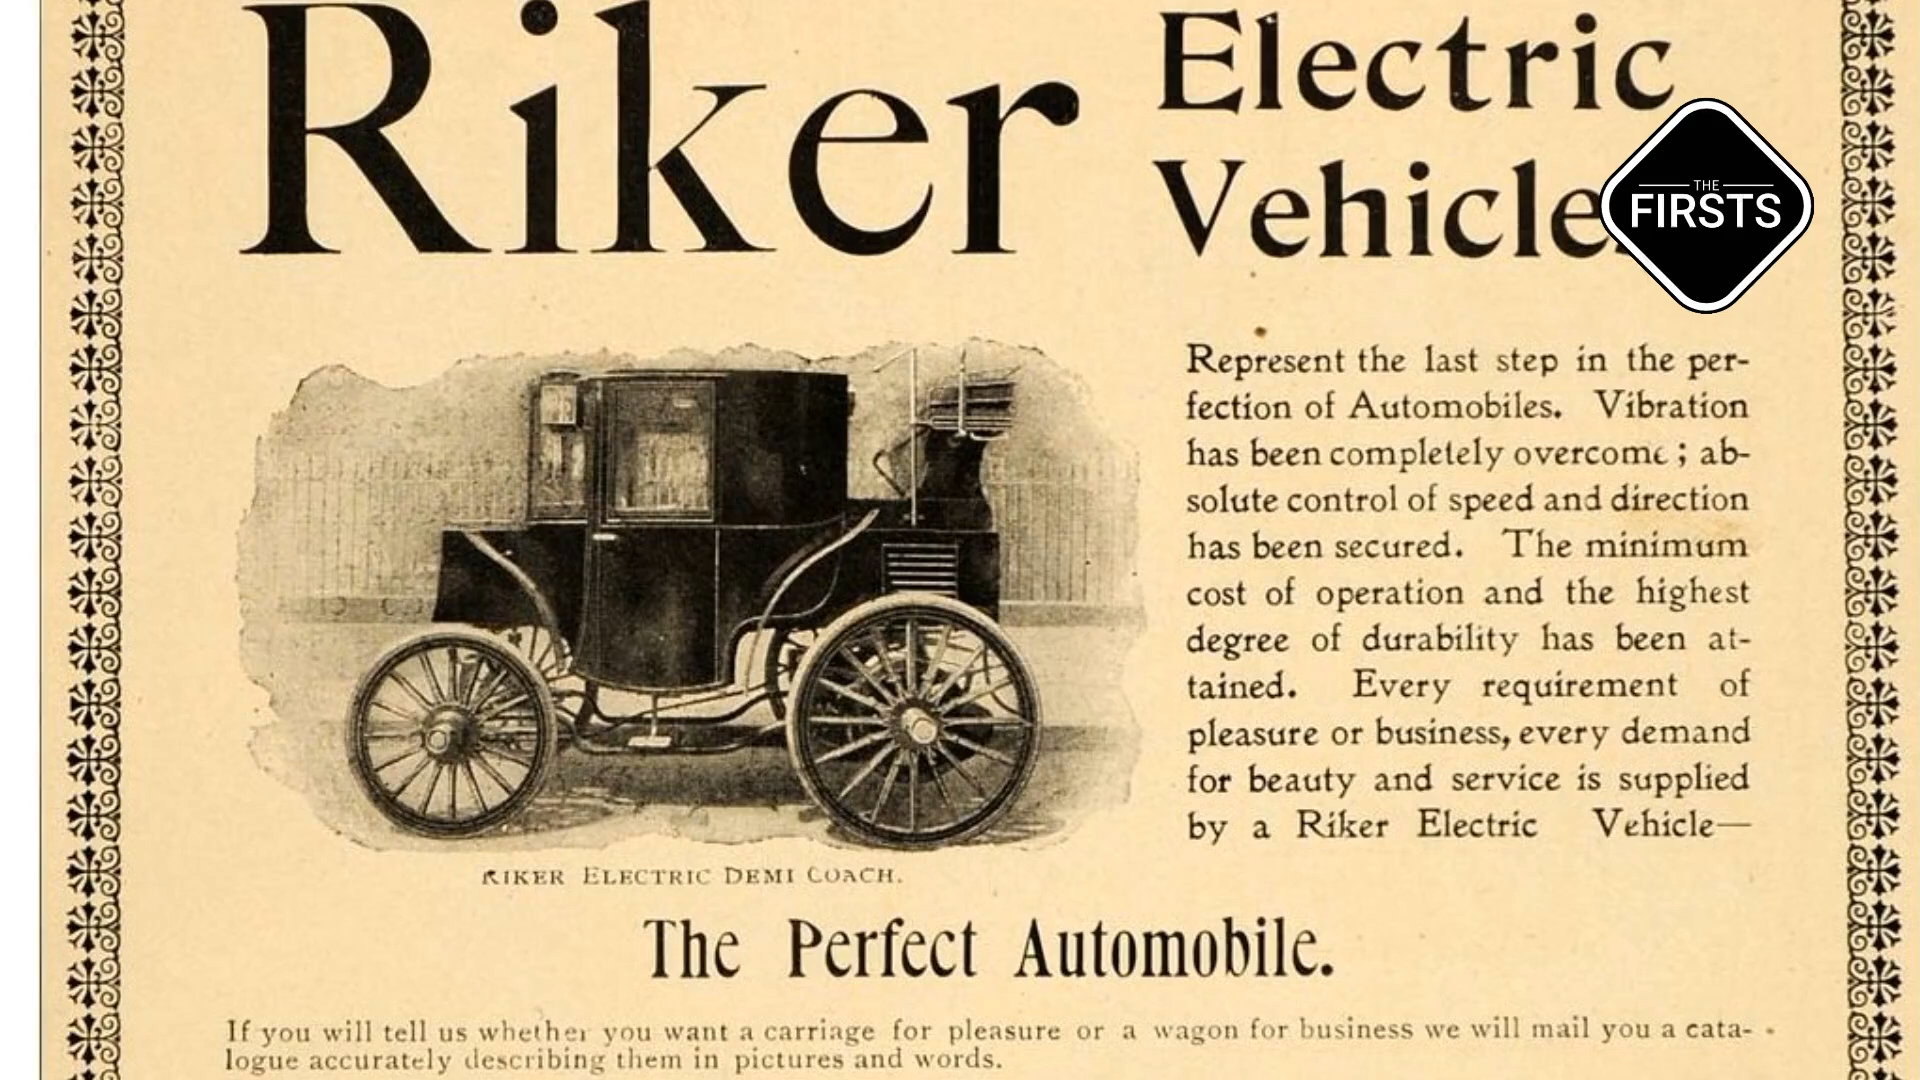 Riker
Electric
Vehicles
THE
FIRSTS
Represent the last step in the per-
fection of Automobiles. Vibration
has been completely overcome; ab-
solute control of speed and direction
has been secured. The minimum
cost of operation and the highest
degree of durability has been at-
tained. Every requirement of
pleasure or business, every demand
for beauty and service is supplied
by a Riker Electric Vehicle—
RIKER ELECTRIC DEMI COACH.
The Perfect Automobile.
If you will tell us whether you want a carriage for pleasure or a wagon for business we will mail you a cata-
logue accurately describing them in pictures and words.